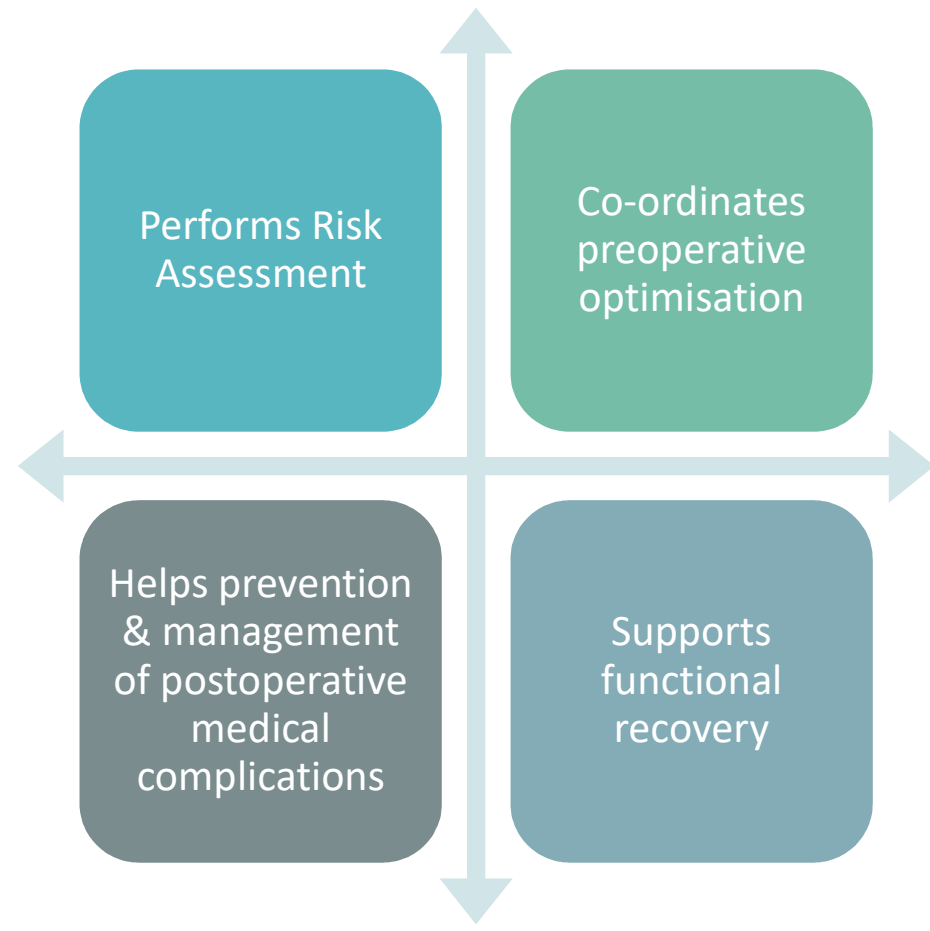 Performs Risk
Assessment
Co-ordinates
preoperative
optimisation
Helps prevention
& management
of postoperative
medical
complications
Supports
functional
recovery